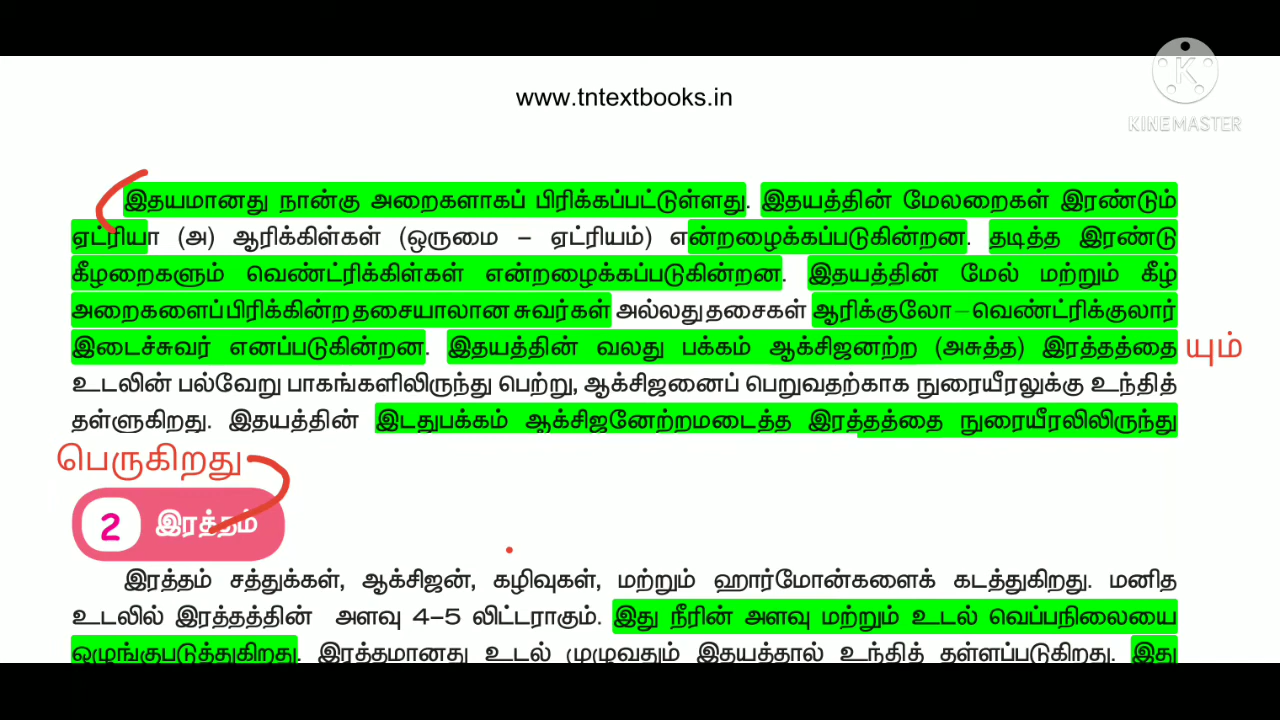 www.tntextbooks.in
KINEMASTER
இதயமானது நான்கு அறைகளாகப் பிரிக்கப்பட்டுள்ளது. இதயத்தின் மேலறைகள் இரண்டும்
ஏட்ரியா (அ) ஆரிக்கிள்கள் (ஒருமை – ஏட்ரியம்) என்றழைக்கப்படுகின்றன. தடித்த இரண்டு
கீழறைகளும் வெண்ட்ரிக்கிள்கள் என்றழைக்கப்படுகின்றன. இதயத்தின் மேல் மற்றும் கீழ்
அறைகளைப்பிரிக்கின்ற தசையாலான சுவர்கள் அல்லது தசைகள் ஆரிக்குலோ–வெண்ட்ரிக்குலார்
இடைச்சுவர் எனப்படுகின்றன. இதயத்தின் வலது பக்கம் ஆக்சிஜனற்ற (அசுத்த) இரத்தத்தை யும்
உடலின் பல்வேறு பாகங்களிலிருந்து பெற்று, ஆக்சிஜனைப் பெறுவதற்காக நுரையீரலுக்கு உந்தித்
தள்ளுகிறது. இதயத்தின் இடதுபக்கம் ஆக்சிஜனேற்றமடைத்த இரத்தத்தை நுரையீரலிலிருந்து
பெருகிறது
2 இரத்தம்
இரத்தம் சத்துக்கள், ஆக்சிஜன், கழிவுகள், மற்றும் ஹார்மோன்களைக் கடத்துகிறது. மனித
உடலில் இரத்தத்தின் அளவு 4–5 லிட்டராகும். இது நீரின் அளவு மற்றும் உடல் வெப்பநிலையை
ஒழுங்குபடுத்துகிறது. இரத்தமானது உடல் முழுவதும் இதயத்தால் உந்தித் தள்ளப்படுகிறது. இது